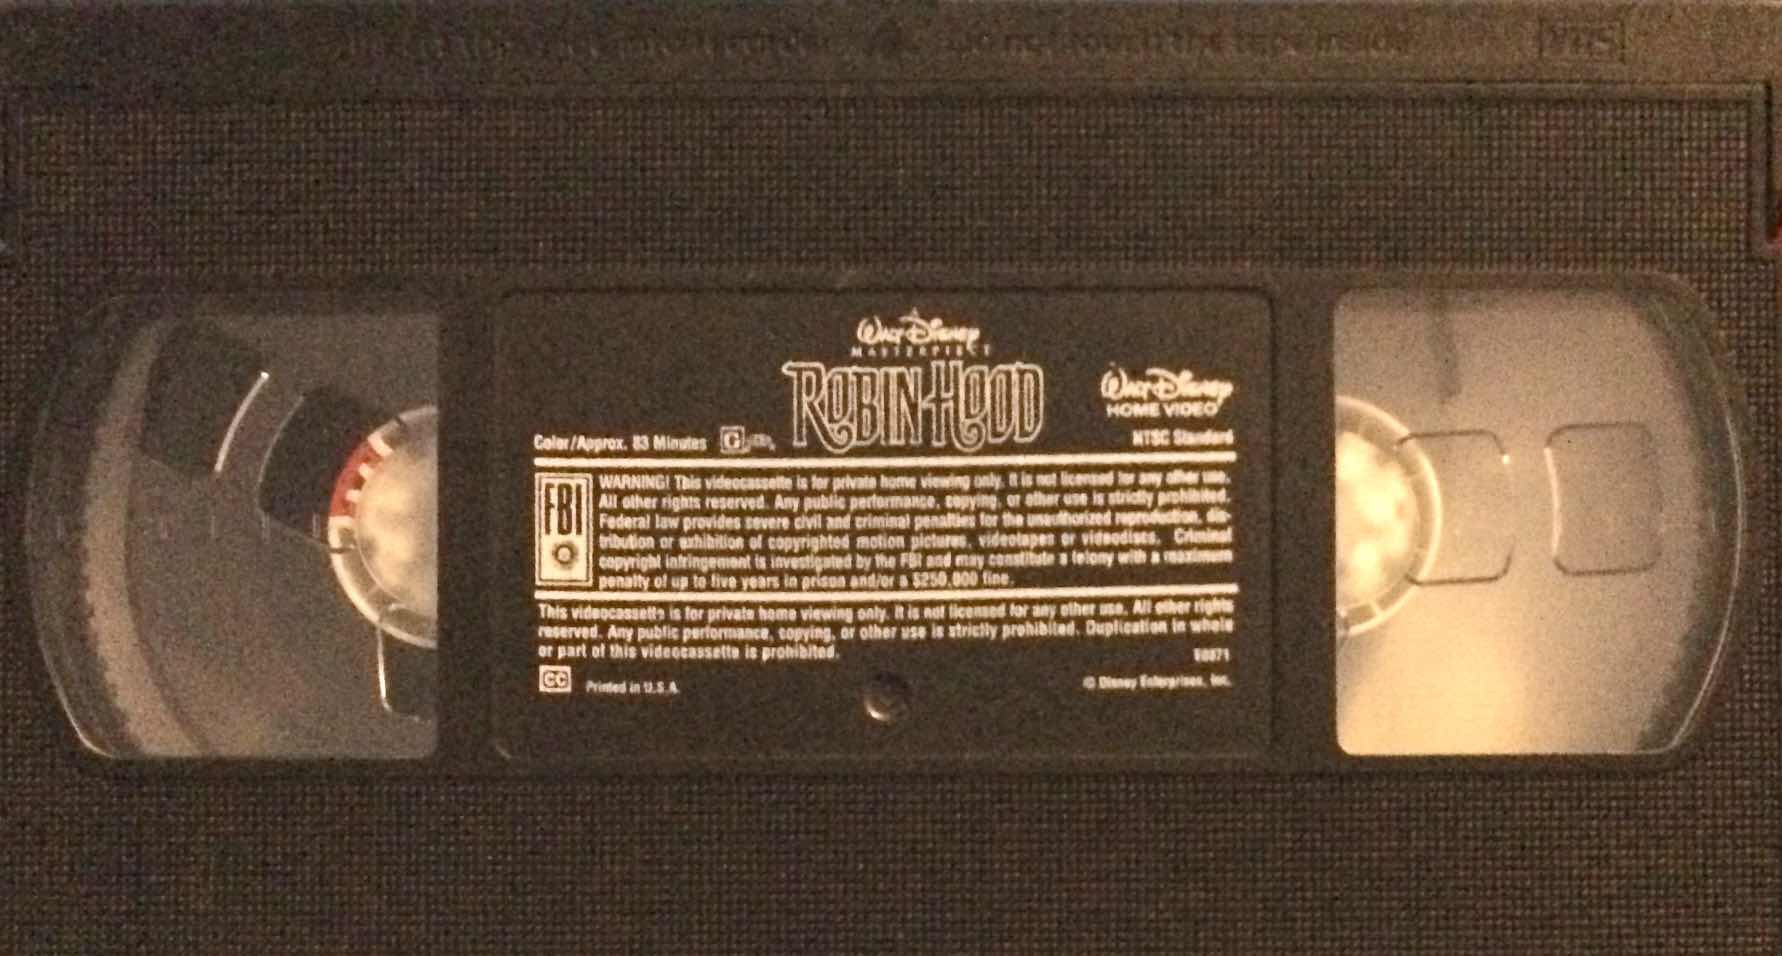 Do not touch the tape inside
VHS
Walt Disney
MASTERPIECE
ROBIN HOOD
Walt Disney
HOME VIDEO
Color/Approx. 83 Minutes G
NTSC Standard
FBI
WARNING! This videocassette is for private home viewing only. It is not licensed for any other use.
All other rights reserved. Any public performance, copying, or other use is strictly prohibited.
Federal law provides severe civil and criminal penalties for the unauthorized reproduction, dis-
tribution or exhibition of copyrighted motion pictures, videotapes or videodiscs. Criminal
copyright infringement is investigated by the FBI and may constitute a felony with a maximum
penalty of up to five years in prison and/or a $250,000 fine.
This videocassette is for private home viewing only. It is not licensed for any other use. All other rights
reserved. Any public performance, copying, or other use is strictly prohibited. Duplication in whole
or part of this videocassette is prohibited.
CC Printed in U.S.A.
© Disney Enterprises, Inc.